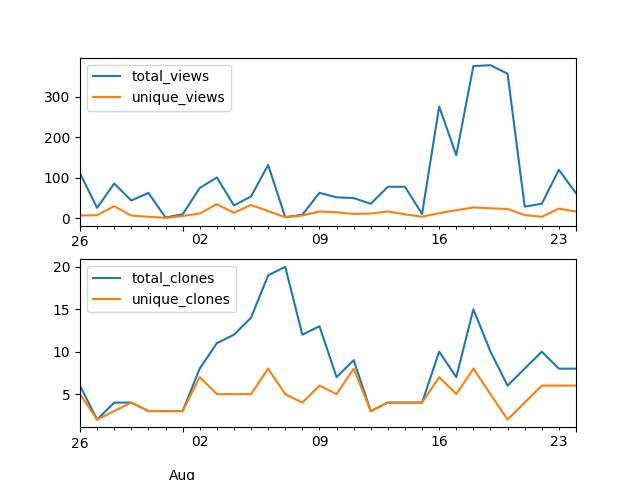 total_views
unique_views
300
200
100
0
26 02 09 16 23
total_clones
unique_clones
20
15
10
5
26 02 09 16 23
Aug